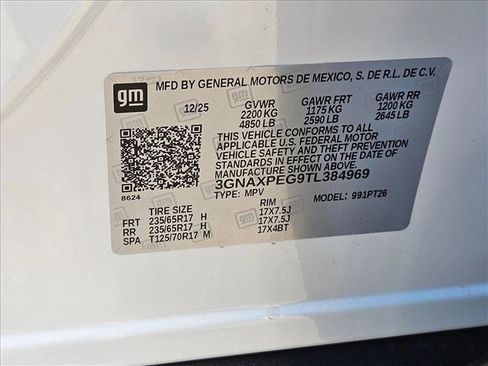 gm
MFD BY GENERAL MOTORS DE MEXICO, S. DE R.L. DE C.V.
12/25 GVWR GAWR FRT GAWR RR
2200 KG 1175 KG 1200 KG
4850 LB 2590 LB 2645 LB
THIS VEHICLE CONFORMS TO ALL
APPLICABLE U.S. FEDERAL MOTOR
VEHICLE SAFETY AND THEFT PREVENTION
STANDARDS IN EFFECT ON THE DATE OF
MANUFACTURE SHOWN ABOVE.
3GNAXPEG9TL384969
8624 TYPE: MPV MODEL: 991PT26
TIRE SIZE RIM
FRT 235/65R17 H 17X7.5J
RR 235/65R17 H 17X7.5J
SPA T125/70R17 M 17X4BT